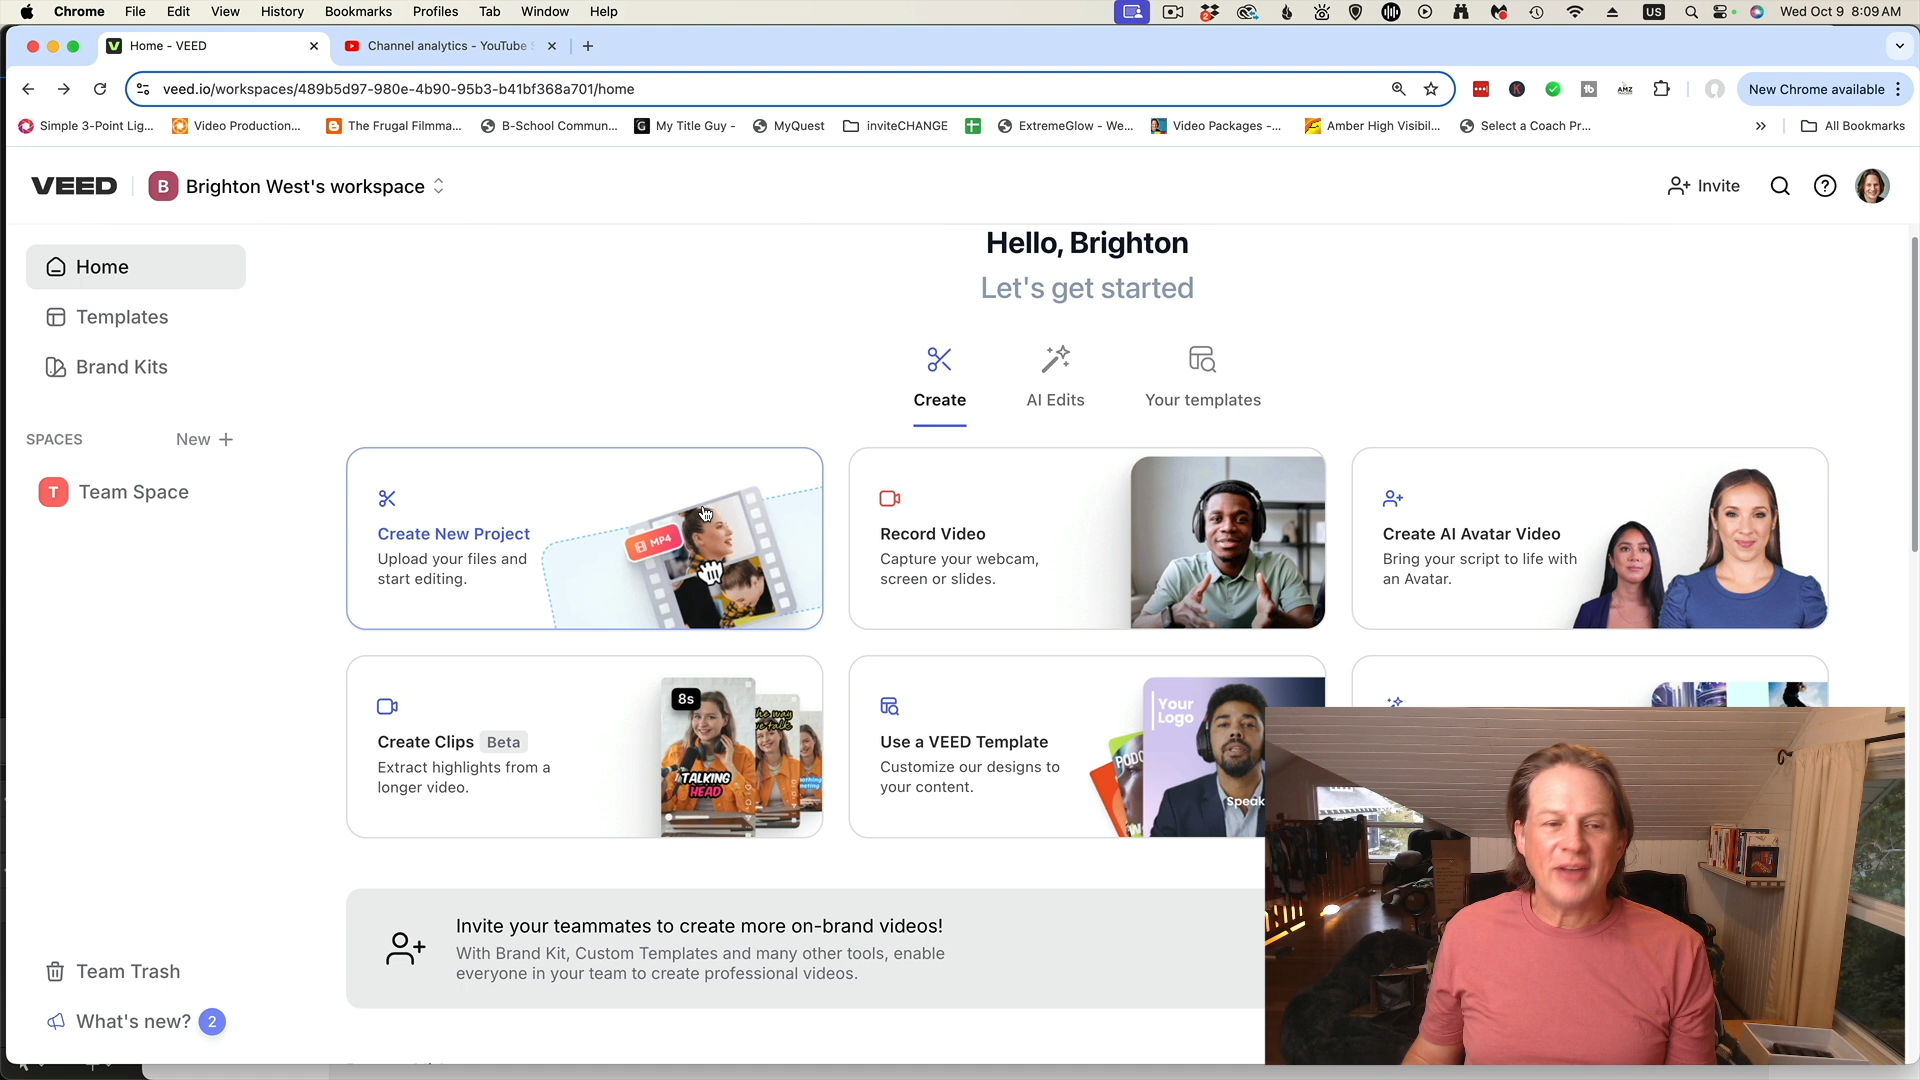 Chrome File Edit View History Bookmarks Profiles Tab Window Help
US Wed Oct 9 8:09 AM
Home - VEED
Channel analytics - YouTube
veed.io/workspaces/489b5d97-980e-4b90-95b3-b41bf368a701/home
New Chrome available
Simple 3-Point Lig...
Video Production...
The Frugal Filmma...
B-School Commun...
My Title Guy -
MyQuest
inviteCHANGE
ExtremeGlow - We...
Video Packages -...
Amber High Visibil...
Select a Coach Pr...
All Bookmarks
VEED
B Brighton West's workspace
Invite
Home
Templates
Brand Kits
SPACES
New +
T Team Space
Team Trash
What's new? 2
Hello, Brighton
Let's get started
Create
AI Edits
Your templates
Create New Project
Upload your files and
start editing.
MP4
Record Video
Capture your webcam,
screen or slides.
Create AI Avatar Video
Bring your script to life with
an Avatar.
Create Clips Beta
Extract highlights from a
longer video.
8s
TALKING
HEAD
Use a VEED Template
Customize our designs to
your content.
Your
Logo
Speak
Invite your teammates to create more on-brand videos!
With Brand Kit, Custom Templates and many other tools, enable
everyone in your team to create professional videos.